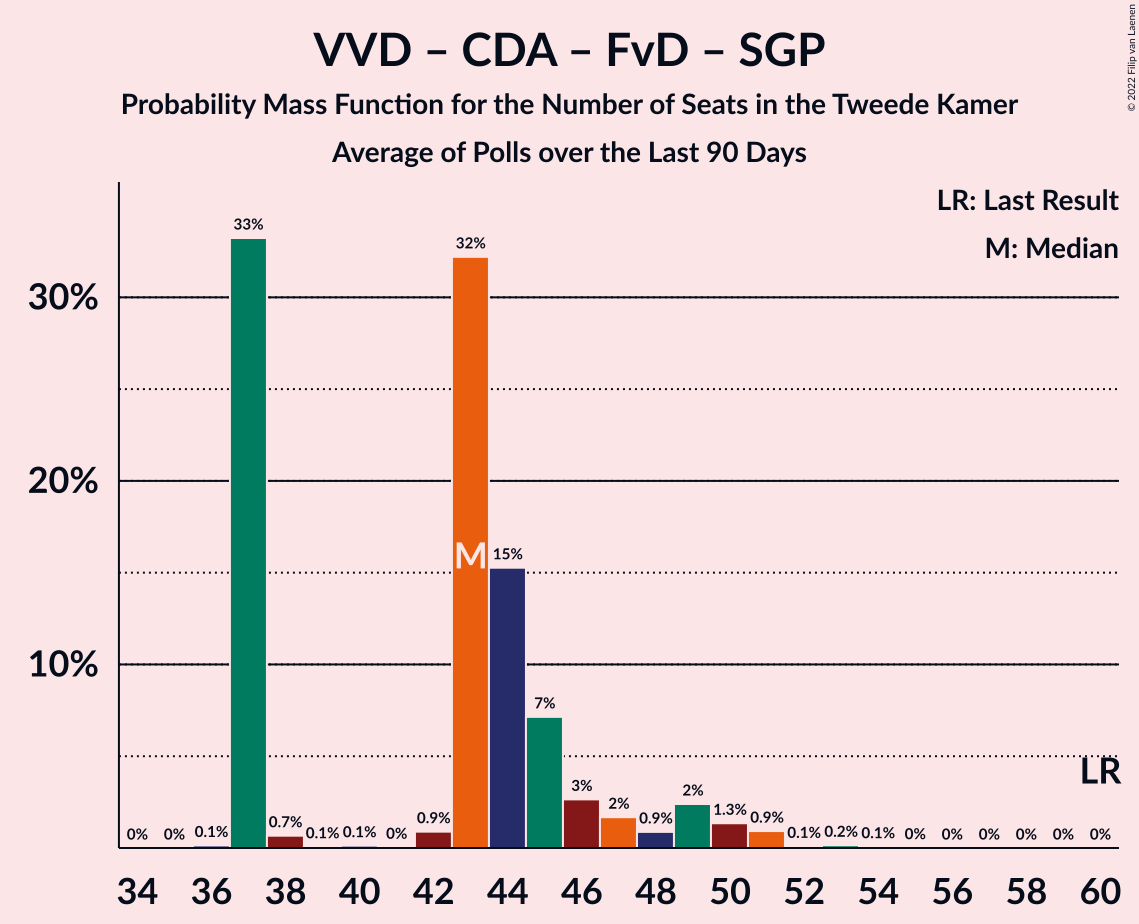 VVD – CDA – FvD – SGP
Probability Mass Function for the Number of Seats in the Tweede Kamer
Average of Polls over the Last 90 Days
© 2022 Filip van Laenen
LR: Last Result
M: Median
33%
32%
30%
20%
M
15%
10%
7%
LR
0% 0% 0.1% 0.7% 0.1% 0.1% 0% 0.9% 3% 2% 0.9% 2% 1.3% 0.9% 0.1% 0.2% 0.1% 0% 0% 0% 0% 0% 0%
34 36 38 40 42 44 46 48 50 52 54 56 58 60